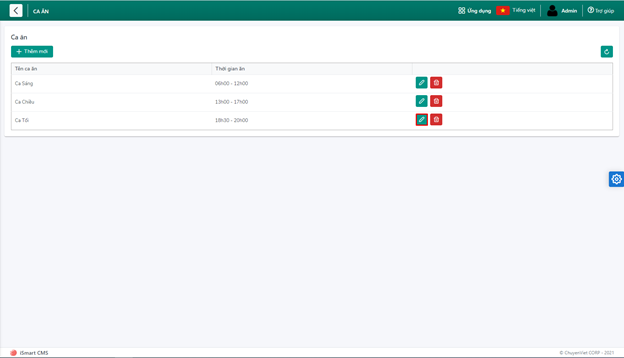 CA ĂN
Ứng dụng
Tiếng việt
Admin
Trợ giúp
Ca ăn
+ Thêm mới
Tên ca ăn
Thời gian ăn
Ca Sáng
06h00 - 12h00
Ca Chiều
13h00 - 17h00
Ca Tối
18h30 - 20h00
iSmart CMS
© ChuyenViet CORP - 2021